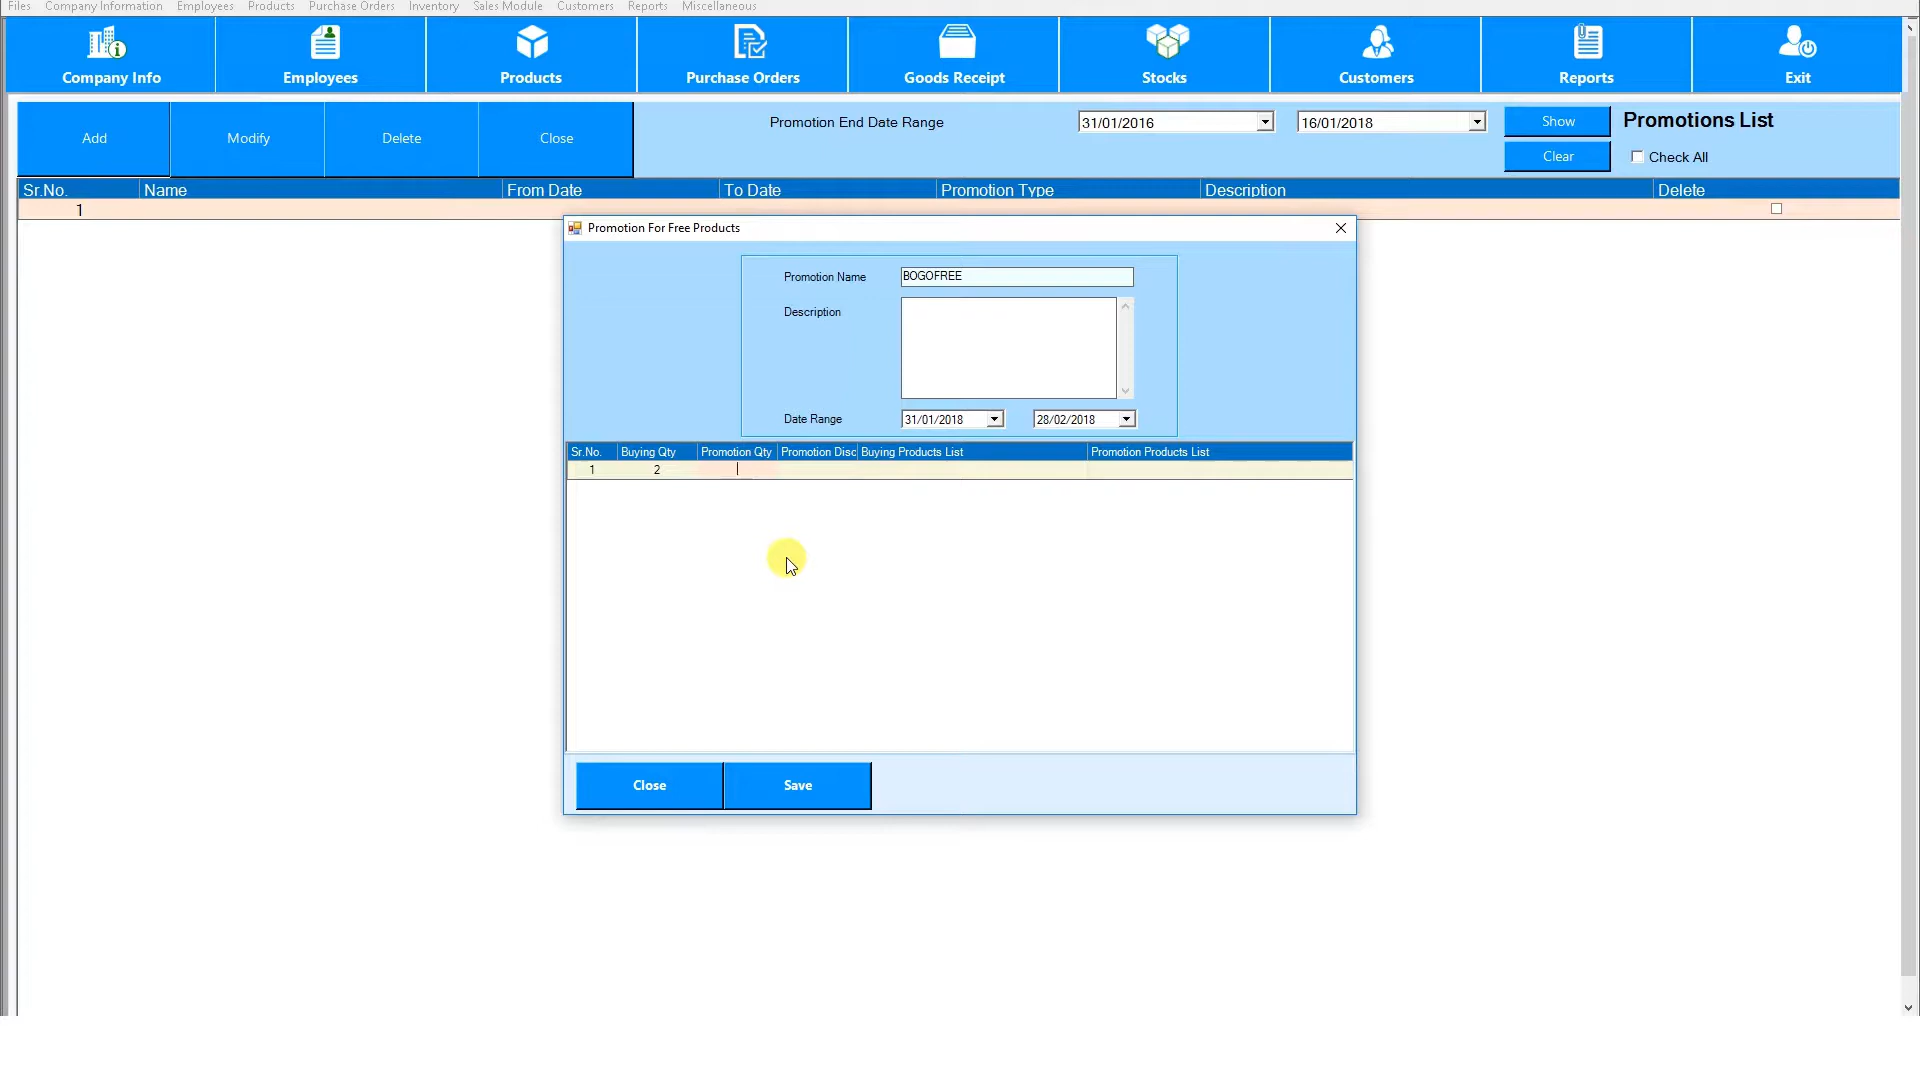 Files Company Information Employees Products Purchase Orders Inventory Sales Module Customers Reports Miscellaneous
Company Info Employees Products Purchase Orders Goods Receipt Stocks Customers Reports Exit
Add Modify Delete Close Promotion End Date Range 31/01/2016 16/01/2018 Show Promotions List
Clear Check All
Sr.No. Name From Date To Date Promotion Type Description Delete
1
Promotion For Free Products
Promotion Name BOGOFREE
Description
Date Range 31/01/2018 28/02/2018
Sr.No. Buying Qty Promotion Qty Promotion Disc Buying Products List Promotion Products List
1 2
Close Save